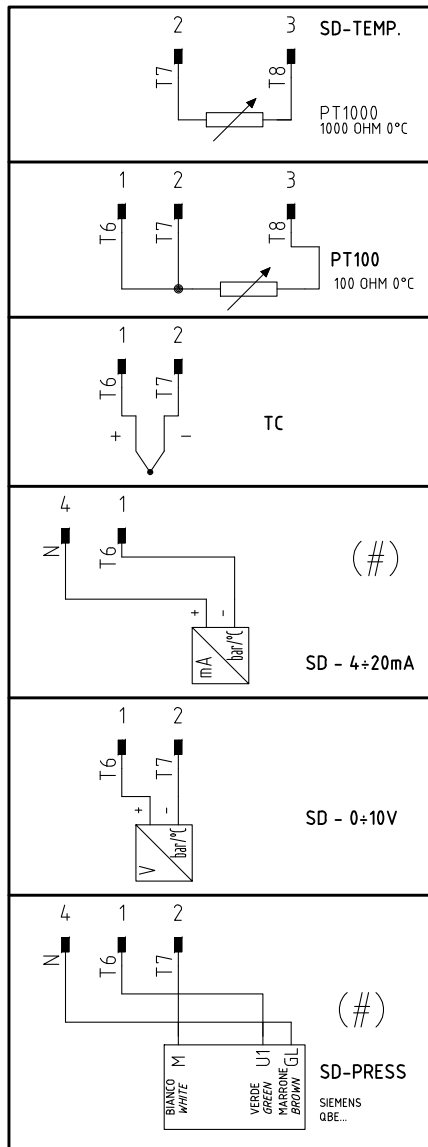 2 3 SD-TEMP.
T7 T8
PT1000
1000 OHM 0°C
1 2 3
T6 T7 T8
PT100
100 OHM 0°C
1 2
T6 T7
+ -
TC
4 1
N T6
(#)
+ -
mA bar/°C
SD - 4÷20mA
1 2
T6 T7
+ -
V bar/°C
SD - 0÷10V
4 1 2
N T6 T7
(#)
M U1 GL
BIANCO VERDE MARRONE
WHITE GREEN BROWN
SD-PRESS
SIEMENS
QBE...